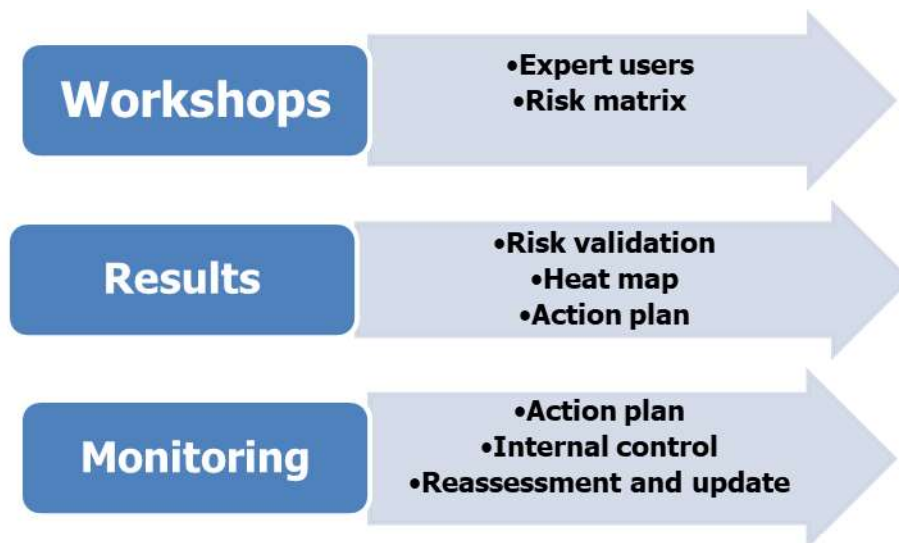 Workshops
•Expert users
•Risk matrix
Results
•Risk validation
•Heat map
•Action plan
Monitoring
•Action plan
•Internal control
•Reassessment and update